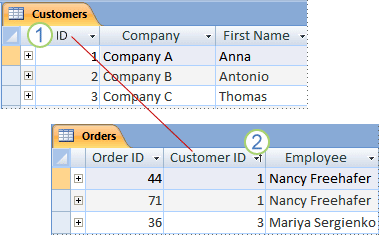 Customers
1 ID Company First Name
1 Company A Anna
2 Company B Antonio
3 Company C Thomas
Orders
2
Order ID Customer ID Employee
44 1 Nancy Freehafer
71 1 Nancy Freehafer
36 3 Mariya Sergienko